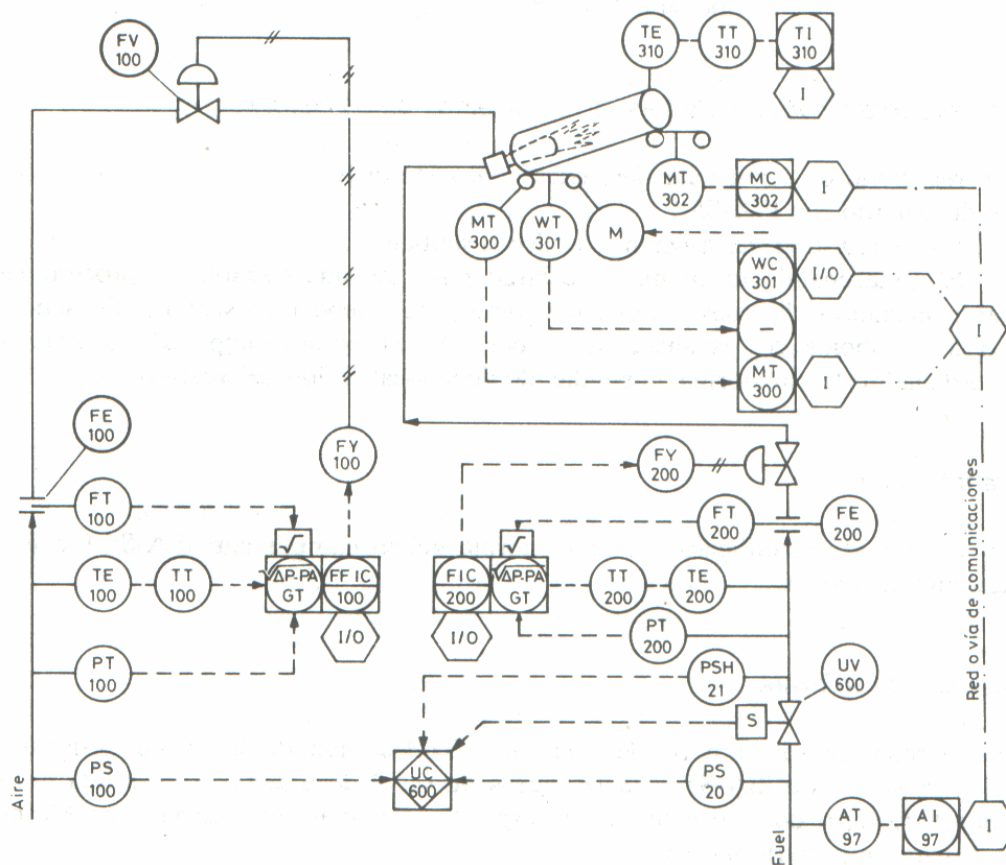 FV
100
TE
310
TT
310
TI
310
I
MT
302
MC
302
I
MT
300
WT
301
M
WC
301
I/O
—
MT
300
I
I
FE
100
FY
100
FY
200
FT
100
FT
200
FE
200
√
√
TE
100
TT
100
√ΔP-PA
GT
FFIC
100
FIC
200
√ΔP-PA
GT
TT
200
TE
200
I/O
I/O
PT
100
PT
200
PSH
21
UV
600
S
PS
100
UC
600
PS
20
AT
97
AI
97
I
Aire
Fuel
Red o vía de comunicaciones